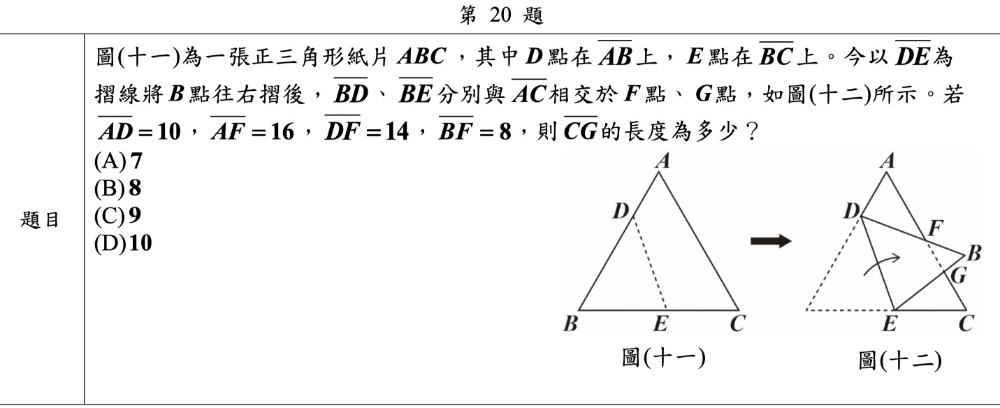 第 20 題
圖(十一)為一張正三角形紙片 ABC ，其中 D 點在 AB 上， E 點在 BC 上。今以 DE 為
摺線將 B 點往右摺後， BD 、 BE 分別與 AC 相交於 F 點、 G 點，如圖(十二)所示。若
AD = 10 ， AF = 16 ， DF = 14 ， BF = 8 ，則 CG 的長度為多少？
(A) 7
(B) 8
(C) 9
(D) 10
題目
A
D
B
E
C
圖(十一)
A
D
F
B
G
E
C
圖(十二)